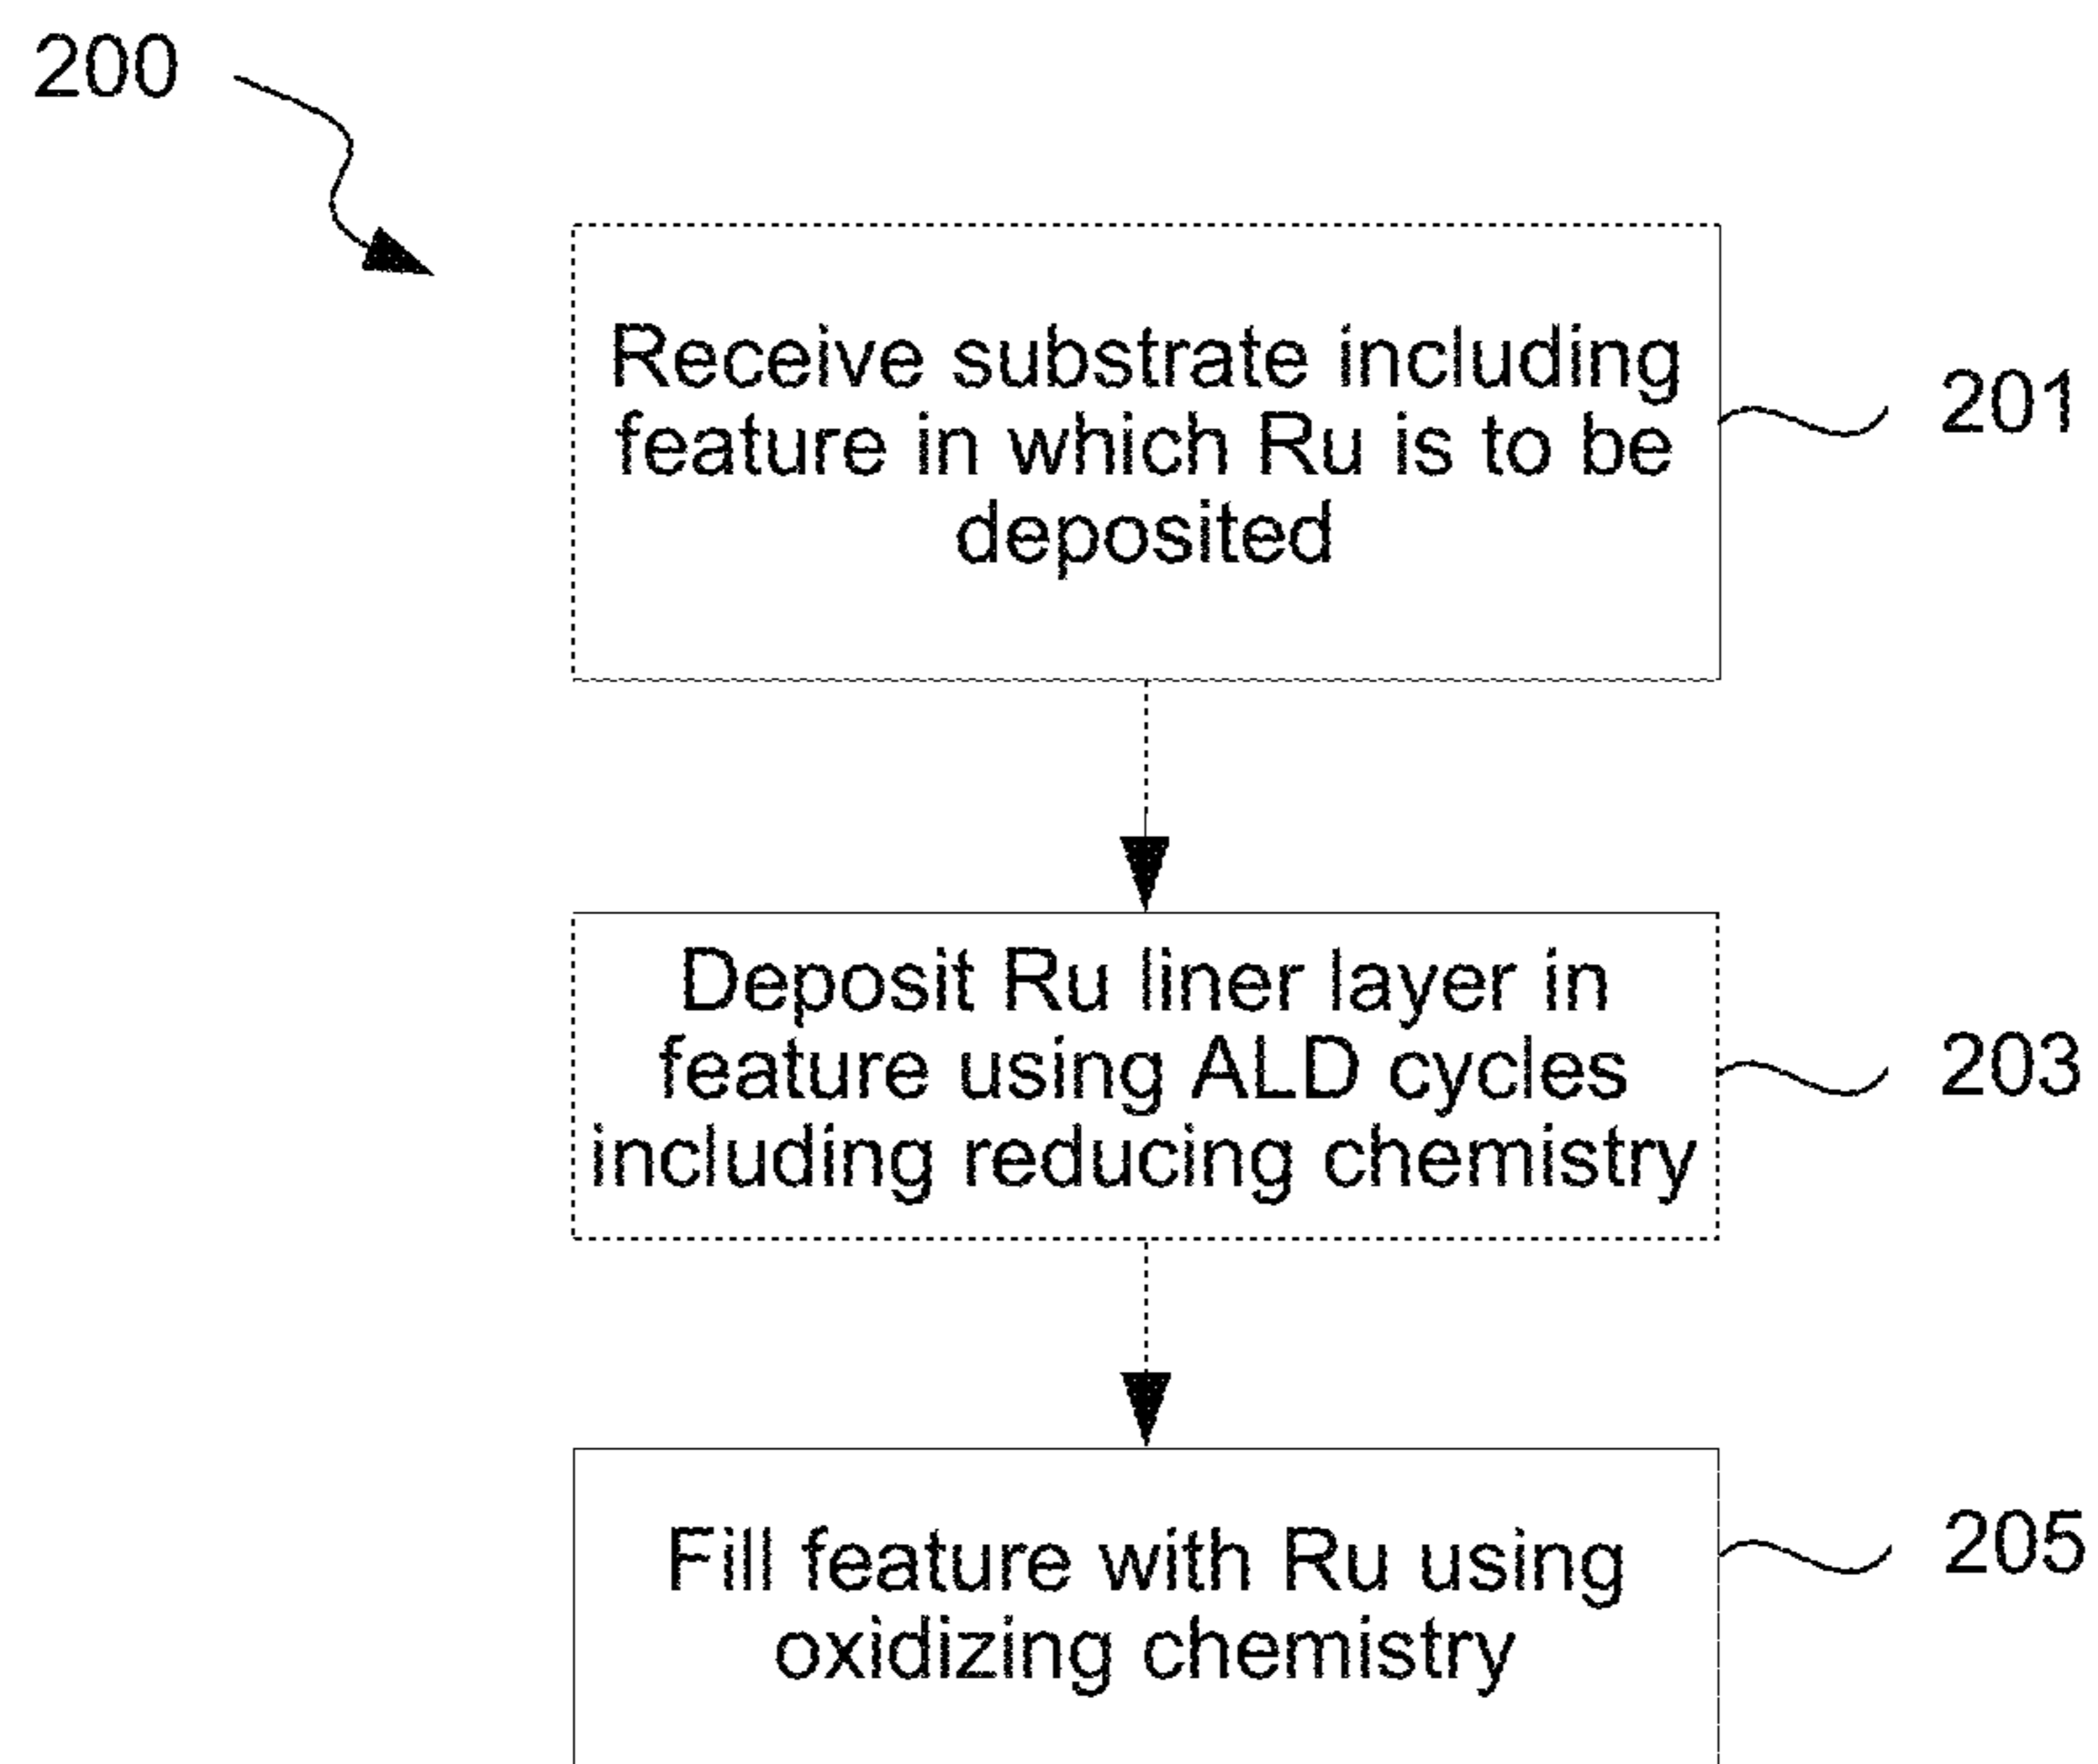 200
Receive substrate including
feature in which Ru is to be
deposited
201
Deposit Ru liner layer in
feature using ALD cycles
including reducing chemistry
203
Fill feature with Ru using
oxidizing chemistry
205